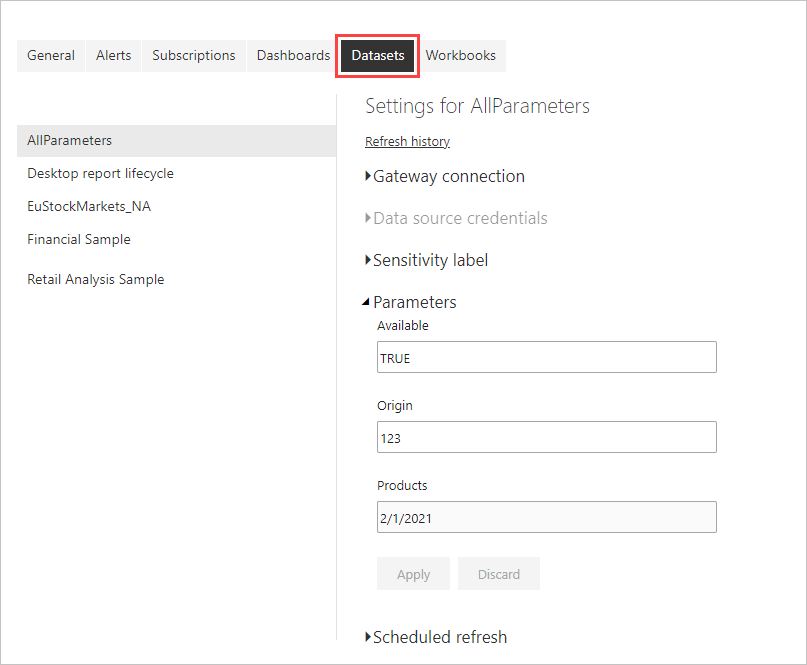 General Alerts Subscriptions Dashboards Datasets Workbooks
AllParameters
Desktop report lifecycle
EuStockMarkets_NA
Financial Sample
Retail Analysis Sample
Settings for AllParameters
Refresh history
Gateway connection
Data source credentials
Sensitivity label
Parameters
Available
TRUE
Origin
123
Products
2/1/2021
Apply Discard
Scheduled refresh